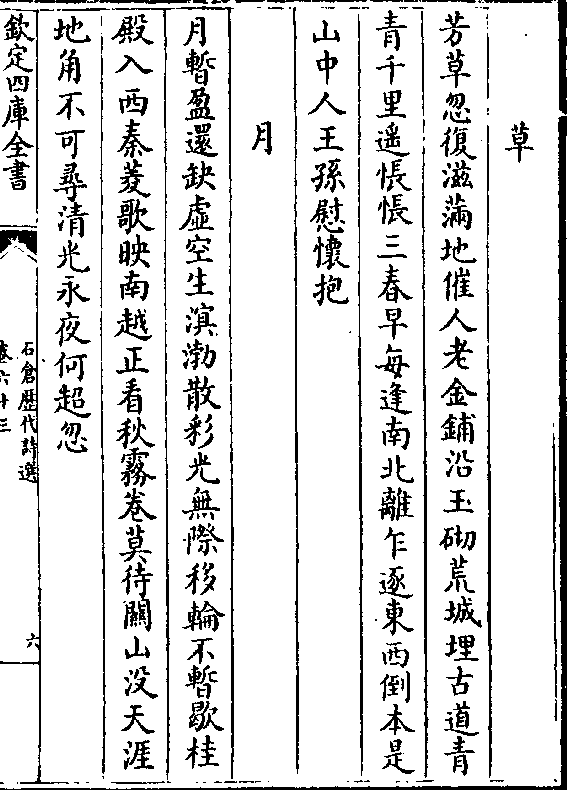 草
芳草忽復滋滿地催人老金鋪沿玉砌荒城埋古道青
青千里遥悵悵三春早每逢南北離乍逐東西倒本是
山中人王孫慰懷抱
月
月暫盈還缺虛空生溟渤散彩光無際移輪不暫歇桂
殿入西秦菱歌映南越正看秋霧卷莫待關山没天涯
地角不可尋清光永夜何超忽
欽定四庫全書
石倉歴代詩選
卷六十三
六